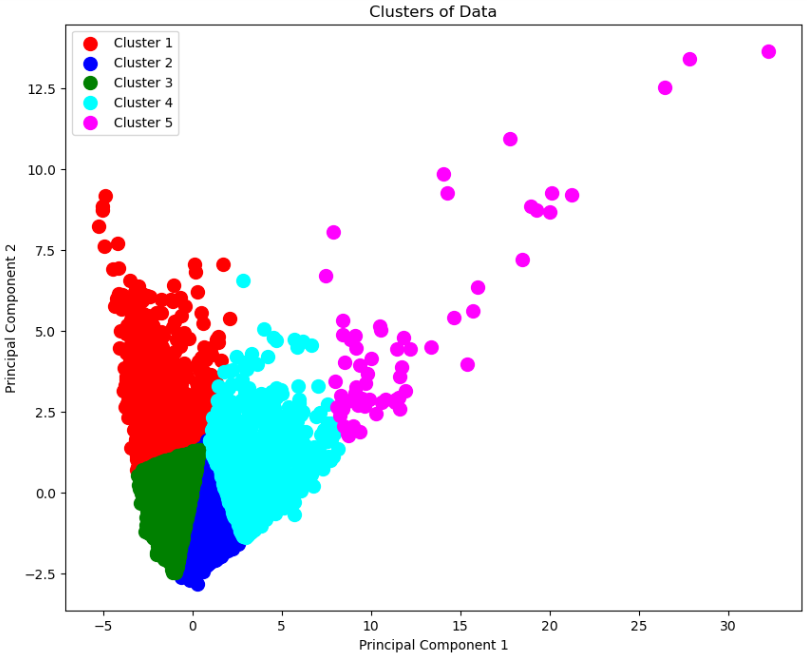 Clusters of Data
Cluster 1
Cluster 2
Cluster 3
Cluster 4
Cluster 5
12.5
10.0
7.5
5.0
2.5
0.0
−2.5
Principal Component 2
−5
0
5
10
15
20
25
30
Principal Component 1